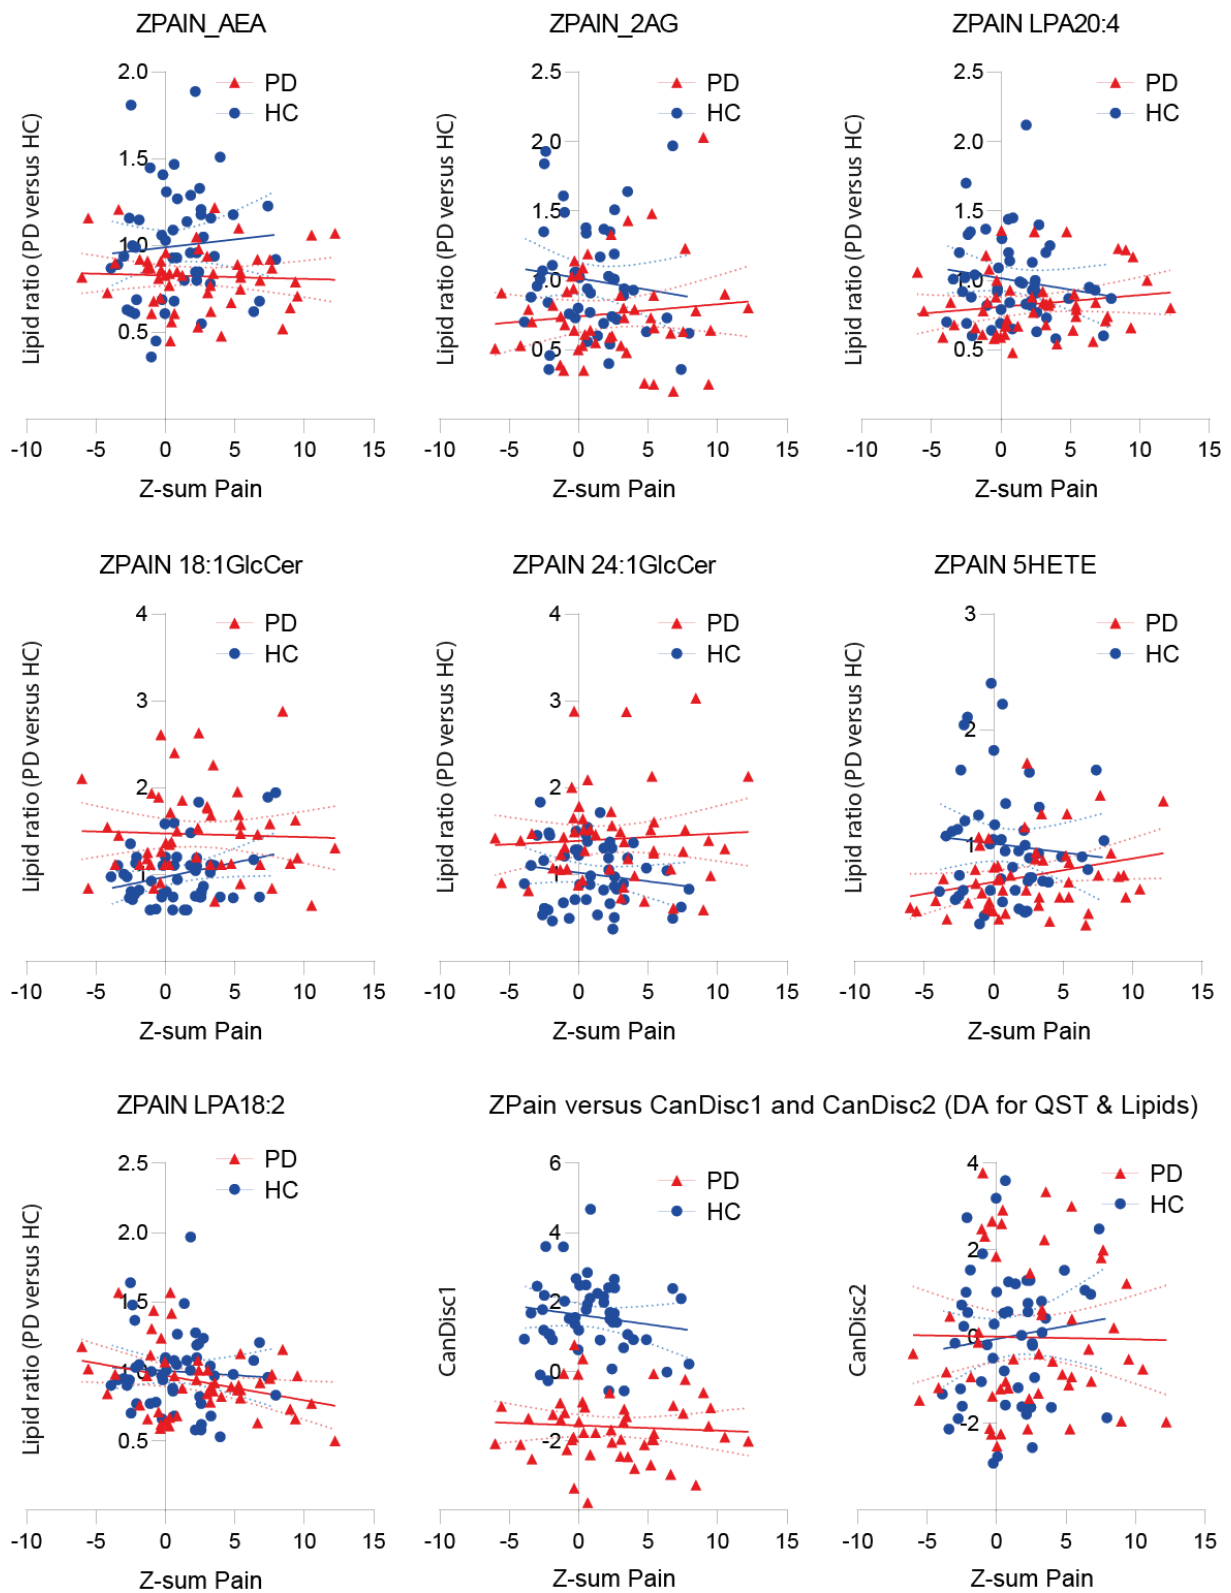 ZPAIN_AEA
2.0
1.5
1.0
0.5
PD
HC
Lipid ratio (PD versus HC)
-10 -5 0 5 10 15
Z-sum Pain
ZPAIN_2AG
2.5
2.0
1.5
1.0
0.5
PD
HC
Lipid ratio (PD versus HC)
-10 -5 0 5 10 15
Z-sum Pain
ZPAIN LPA20:4
2.5
2.0
1.5
1.0
0.5
PD
HC
Lipid ratio (PD versus HC)
-10 -5 0 5 10 15
Z-sum Pain
ZPAIN 18:1GlcCer
4
3
2
1
PD
HC
Lipid ratio (PD versus HC)
-10 -5 0 5 10 15
Z-sum Pain
ZPAIN 24:1GlcCer
4
3
2
1
PD
HC
Lipid ratio (PD versus HC)
-10 -5 0 5 10 15
Z-sum Pain
ZPAIN 5HETE
3
2
1
PD
HC
Lipid ratio (PD versus HC)
-10 -5 0 5 10 15
Z-sum Pain
ZPAIN LPA18:2
2.5
2.0
1.5
1.0
0.5
PD
HC
Lipid ratio (PD versus HC)
-10 -5 0 5 10 15
Z-sum Pain
ZPain versus CanDisc1 and CanDisc2 (DA for QST & Lipids)
6
4
2
0
-2
PD
HC
CanDisc1
-10 -5 0 5 10 15
Z-sum Pain
4
2
0
-2
PD
HC
CanDisc2
-10 -5 0 5 10 15
Z-sum Pain